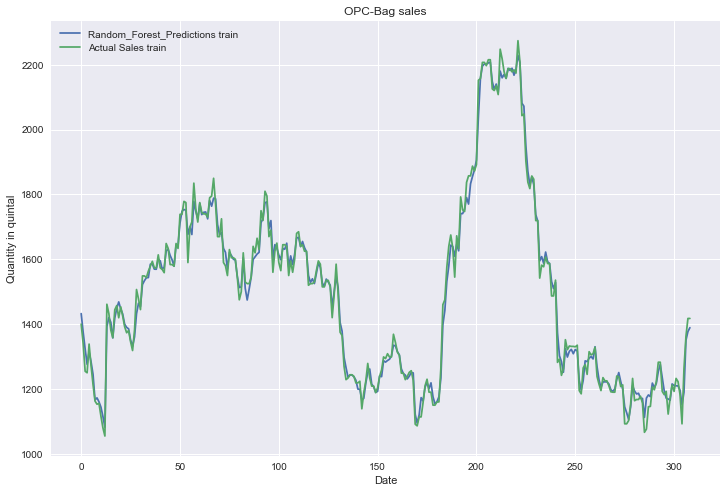 OPC-Bag sales
Random_Forest_Predictions train
Actual Sales train
Quantity in quintal
2200
2000
1800
1600
1400
1200
1000
0 50 100 150 200 250 300
Date